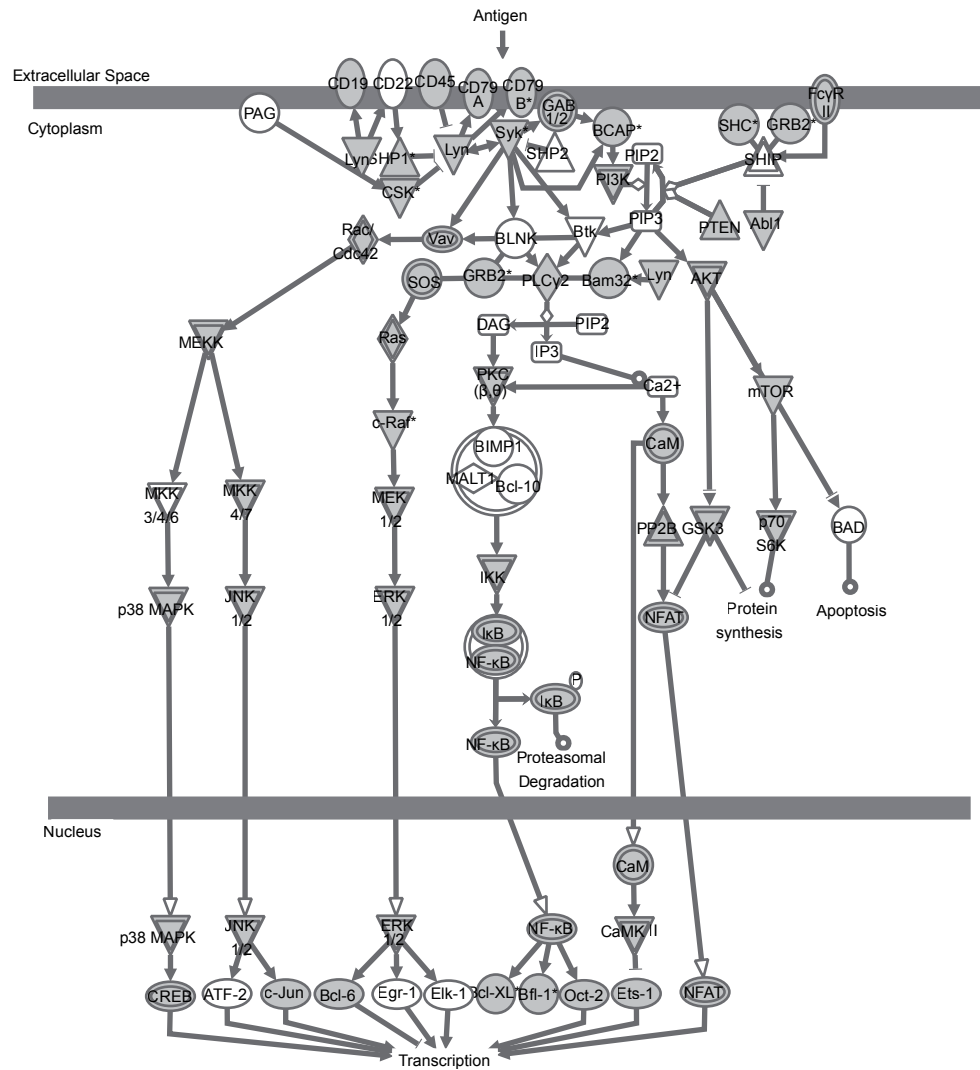 Antigen
Extracellular Space
CD19
CD22
CD45
CD79
A
CD79
B*
GAB
1/2
FcγR
II
Cytoplasm
PAG
Lyn
SHP1*
CSK*
Lyn
Syk*
SHP2
BCAP*
PI3K
PIP2
SHC*
GRB2*
SHIP
PTEN
Abl1
Rac/
Cdc42
Vav
BLNK
Btk
PIP3
SOS
GRB2*
PLCγ2
Bam32*
Lyn
AKT
MEKK
Ras
DAG
PIP2
IP3
PKC
(β,θ)
Ca2+
mTOR
c-Raf*
BIMP1
MALT1
Bcl-10
CaM
MKK
3/4/6
MKK
4/7
MEK
1/2
PP2B
GSK3
p70
S6K
BAD
IKK
p38 MAPK
JNK
1/2
ERK
1/2
NFAT
Protein
synthesis
Apoptosis
IκB
NF-κB
IκB
P
NF-κB
Proteasomal
Degradation
Nucleus
CaM
p38 MAPK
JNK
1/2
ERK
1/2
NF-κB
CaMK II
CREB
ATF-2
c-Jun
Bcl-6
Egr-1
Elk-1
Bcl-XL*
Bfl-1*
Oct-2
Ets-1
NFAT
Transcription